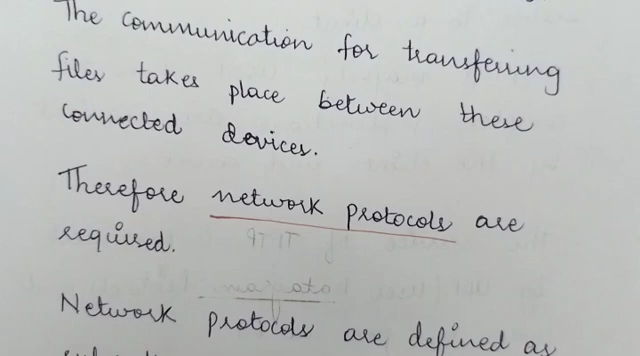 The communication for transferring
files takes place between these
connected devices.
Therefore network protocols are
required.
Network protocols are defined as